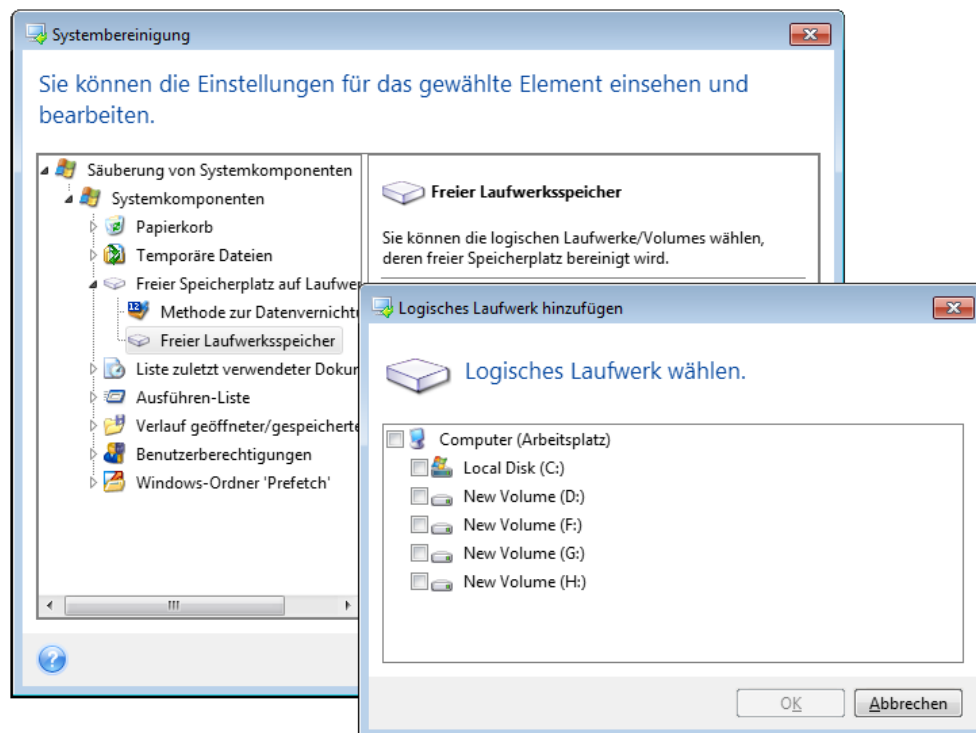 Systembereinigung
Sie können die Einstellungen für das gewählte Element einsehen und
bearbeiten.
Säuberung von Systemkomponenten
Systemkomponenten
Papierkorb
Temporäre Dateien
Freier Speicherplatz auf Laufwer
Methode zur Datenvernichtu
Freier Laufwerksspeicher
Liste zuletzt verwendeter Dokur
Ausführen-Liste
Verlauf geöffneter/gespeicherte
Benutzerberechtigungen
Windows-Ordner 'Prefetch'
Freier Laufwerksspeicher
Sie können die logischen Laufwerke/Volumes wählen,
deren freier Speicherplatz bereinigt wird.
Logisches Laufwerk hinzufügen
Logisches Laufwerk wählen.
Computer (Arbeitsplatz)
Local Disk (C:)
New Volume (D:)
New Volume (F:)
New Volume (G:)
New Volume (H:)
OK
Abbrechen